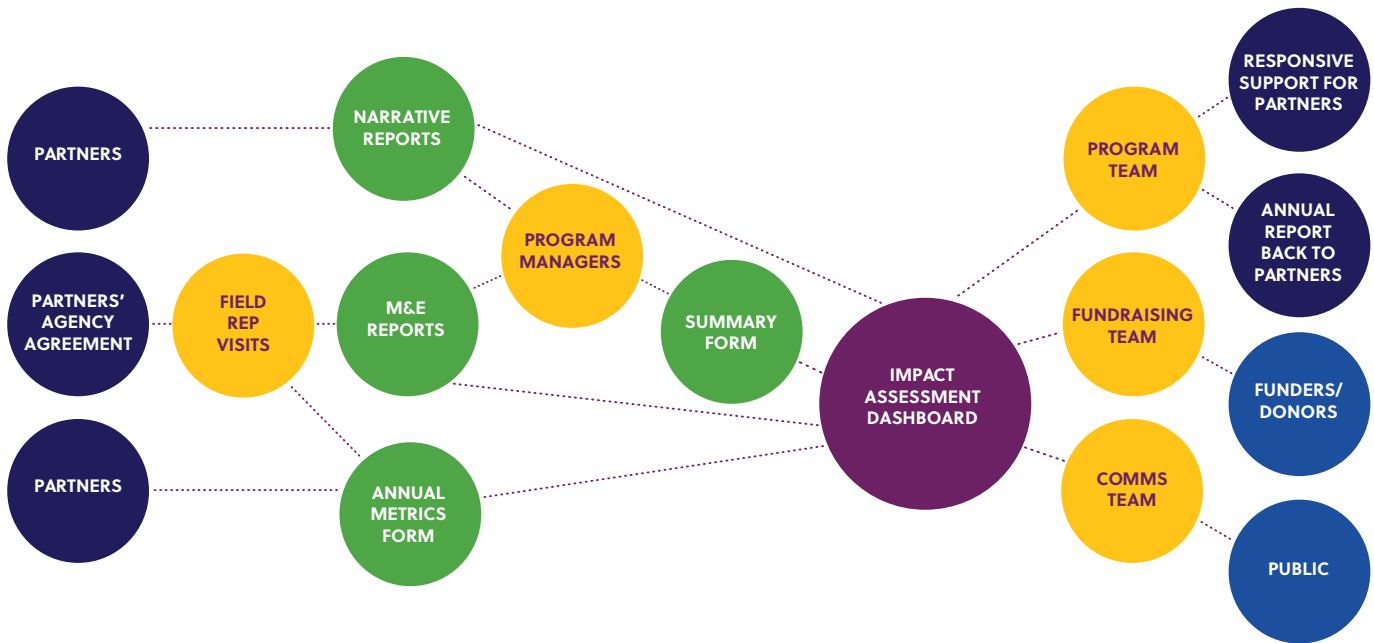 PARTNERS
PARTNERS’
AGENCY
AGREEMENT
PARTNERS
FIELD
REP
VISITS
NARRATIVE
REPORTS
M&E
REPORTS
ANNUAL
METRICS
FORM
PROGRAM
MANAGERS
SUMMARY
FORM
IMPACT
ASSESSMENT
DASHBOARD
PROGRAM
TEAM
FUNDRAISING
TEAM
COMMS
TEAM
RESPONSIVE
SUPPORT FOR
PARTNERS
ANNUAL
REPORT
BACK TO
PARTNERS
FUNDERS/
DONORS
PUBLIC